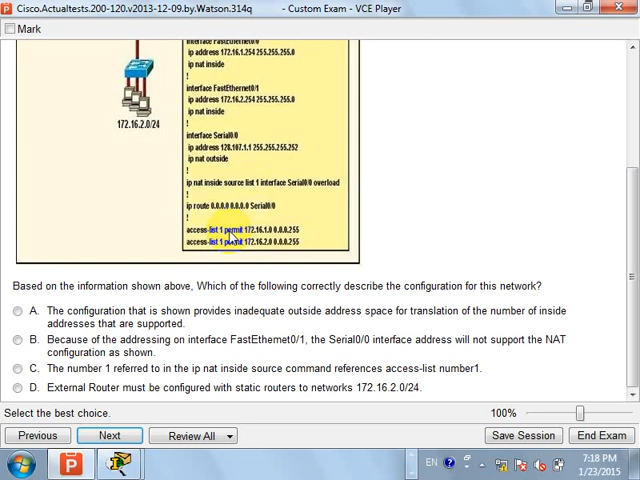 Cisco.Actualtests.200-120.v2013-12-09.by.Watson.314q - Custom Exam - VCE Player
Mark
interface FastEthernet0/0
ip address 172.16.1.254 255.255.255.0
ip nat inside
!
interface FastEthernet0/1
ip address 172.16.2.254 255.255.255.0
ip nat inside
!
interface Serial0/0
ip address 128.107.1.1 255.255.255.252
ip nat outside
!
ip nat inside source list 1 interface Serial0/0 overload
!
ip route 0.0.0.0 0.0.0.0 Serial0/0
!
access-list 1 permit 172.16.1.0 0.0.0.255
access-list 1 permit 172.16.2.0 0.0.0.255
172.16.2.0/24
Based on the information shown above, Which of the following correctly describe the configuration for this network?
A. The configuration that is shown provides inadequate outside address space for translation of the number of inside
addresses that are supported.
B. Because of the addressing on interface FastEthemet0/1, the Serial0/0 interface address will not support the NAT
configuration as shown.
C. The number 1 referred to in the ip nat inside source command references access-list number1.
D. External Router must be configured with static routers to networks 172.16.2.0/24.
Select the best choice.
100%
Previous
Next
Review All
Save Session
End Exam
EN
7:18 PM
1/23/2015